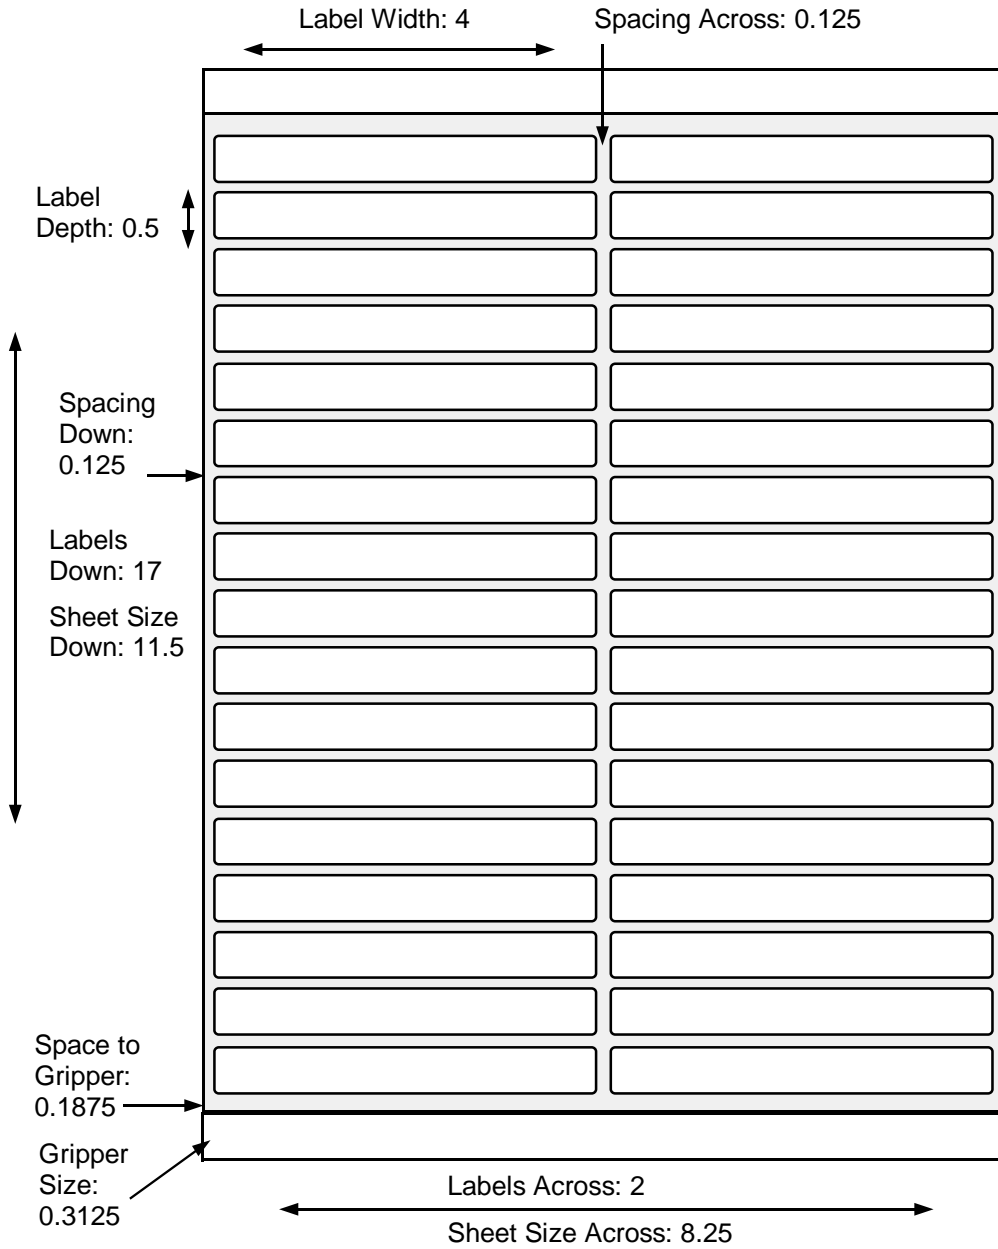 Label Width: 4
Spacing Across: 0.125
Label
Depth: 0.5
Spacing
Down:
0.125
Labels
Down: 17
Sheet Size
Down: 11.5
Space to
Gripper:
0.1875
Gripper
Size:
0.3125
Labels Across: 2
Sheet Size Across: 8.25